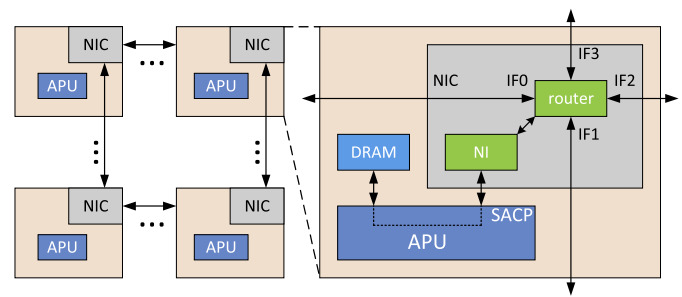 NIC
APU
NIC
APU
NIC
APU
NIC
APU
IF3
NIC
IF0
IF2
router
IF1
DRAM
NI
SACP
APU